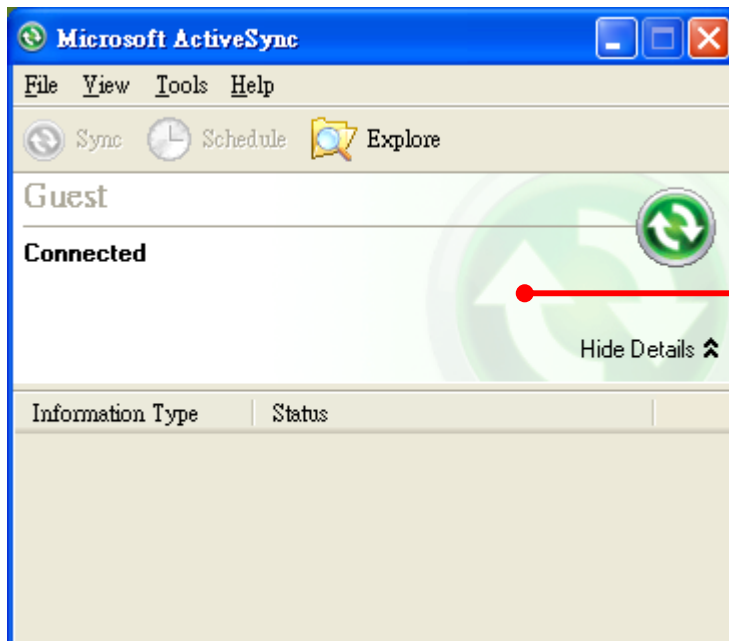 Microsoft ActiveSync
File View Tools Help
Sync Schedule Explore
Guest
Connected
Hide Details
Information Type Status